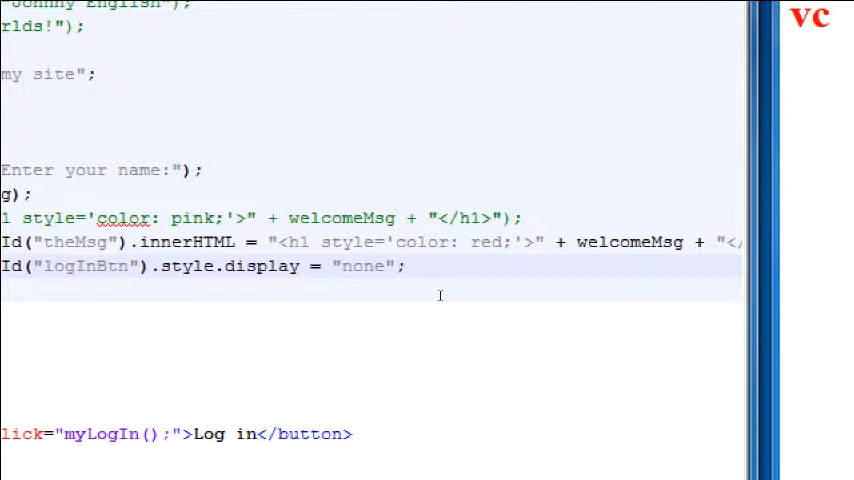 "Johnny English");
rlds!");
my site";
Enter your name:");
g);
1 style='color: pink;'>" + welcomeMsg + "</h1>");
Id("theMsg").innerHTML = "<h1 style='color: red;'>" + welcomeMsg + "</
Id("logInBtn").style.display = "none";
lick="myLogIn();">Log in</button>
vc